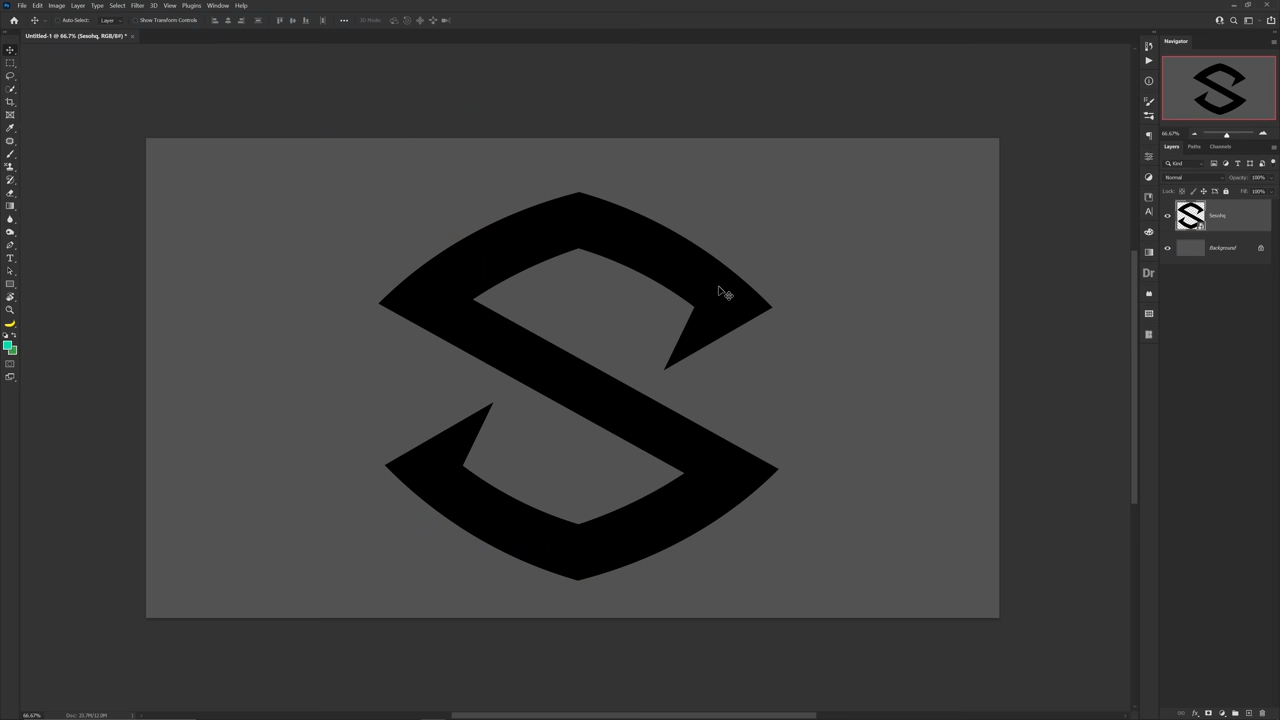 File Edit Image Layer Type Select Filter 3D View Plugins Window Help
Auto-Select: Layer Show Transform Controls 3D Mode:
Untitled-1 @ 66.7% (Sesohq, RGB/8#) *
Navigator
66.67%
Layers Paths Channels
Kind
Normal Opacity: 100%
Lock: Fill: 100%
Sesohq
Background
Dr
66.67% Doc: 23.7M/12.0M